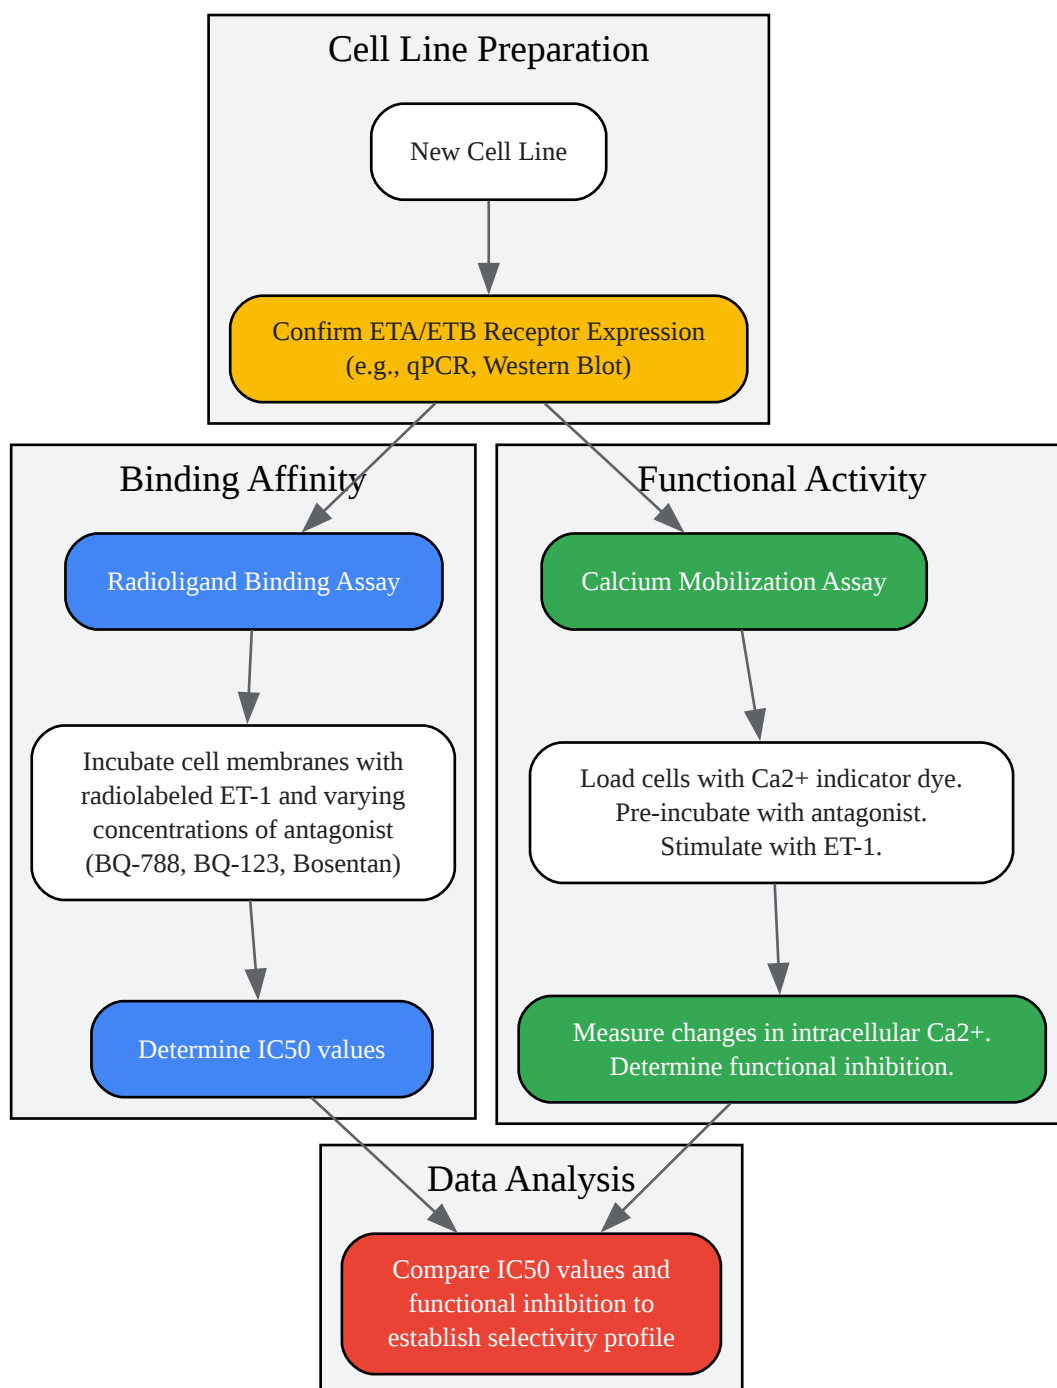 Cell Line Preparation
New Cell Line
Confirm ETA/ETB Receptor Expression
(e.g., qPCR, Western Blot)
Binding Affinity
Radioligand Binding Assay
Incubate cell membranes with
radiolabeled ET-1 and varying
concentrations of antagonist
(BQ-788, BQ-123, Bosentan)
Determine IC50 values
Functional Activity
Calcium Mobilization Assay
Load cells with Ca2+ indicator dye.
Pre-incubate with antagonist.
Stimulate with ET-1.
Measure changes in intracellular Ca2+.
Determine functional inhibition.
Data Analysis
Compare IC50 values and
functional inhibition to
establish selectivity profile